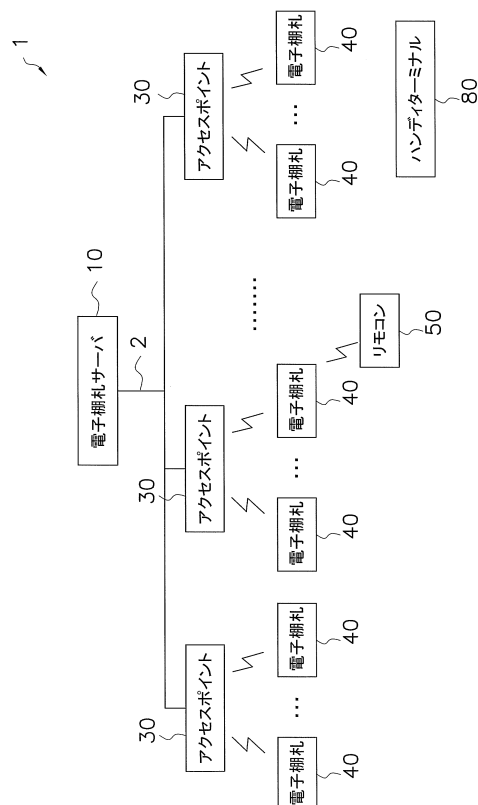 1
電子棚札サーバ
10
2
アクセスポイント
30
アクセスポイント
30
アクセスポイント
30
電子棚札
40
...
電子棚札
40
電子棚札
40
...
電子棚札
40
........
電子棚札
40
...
電子棚札
40
リモコン
50
ハンディターミナル
80